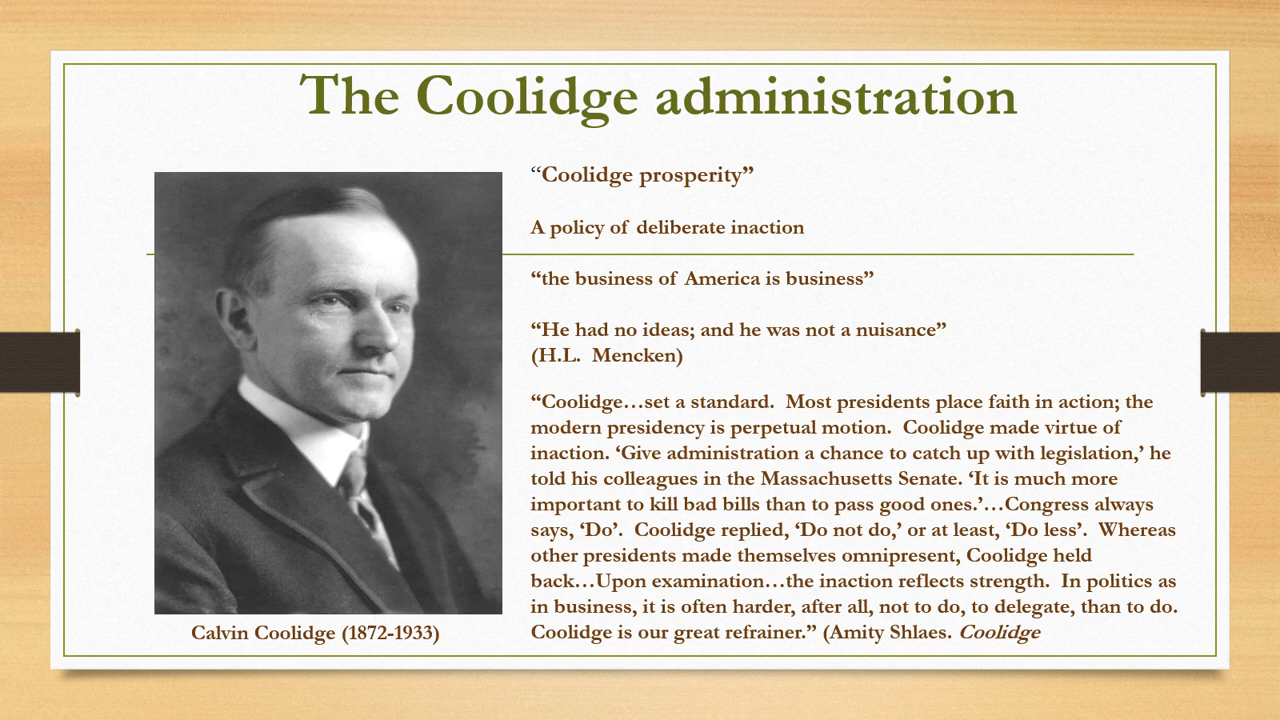 The Coolidge administration
“Coolidge prosperity”
A policy of deliberate inaction
“the business of America is business”
“He had no ideas; and he was not a nuisance”
(H.L.  Mencken)
“Coolidge…set a standard.  Most presidents place faith in action; the
modern presidency is perpetual motion.  Coolidge made virtue of
inaction. ‘Give administration a chance to catch up with legislation,’ he
told his colleagues in the Massachusetts Senate. ‘It is much more
important to kill bad bills than to pass good ones.’…Congress always
says, ‘Do’.  Coolidge replied, ‘Do not do,’ or at least, ‘Do less’.  Whereas
other presidents made themselves omnipresent, Coolidge held
back…Upon examination…the inaction reflects strength.  In politics as
in business, it is often harder, after all, not to do, to delegate, than to do.
Coolidge is our great refrainer.” (Amity Shlaes. Coolidge
Calvin Coolidge (1872-1933)